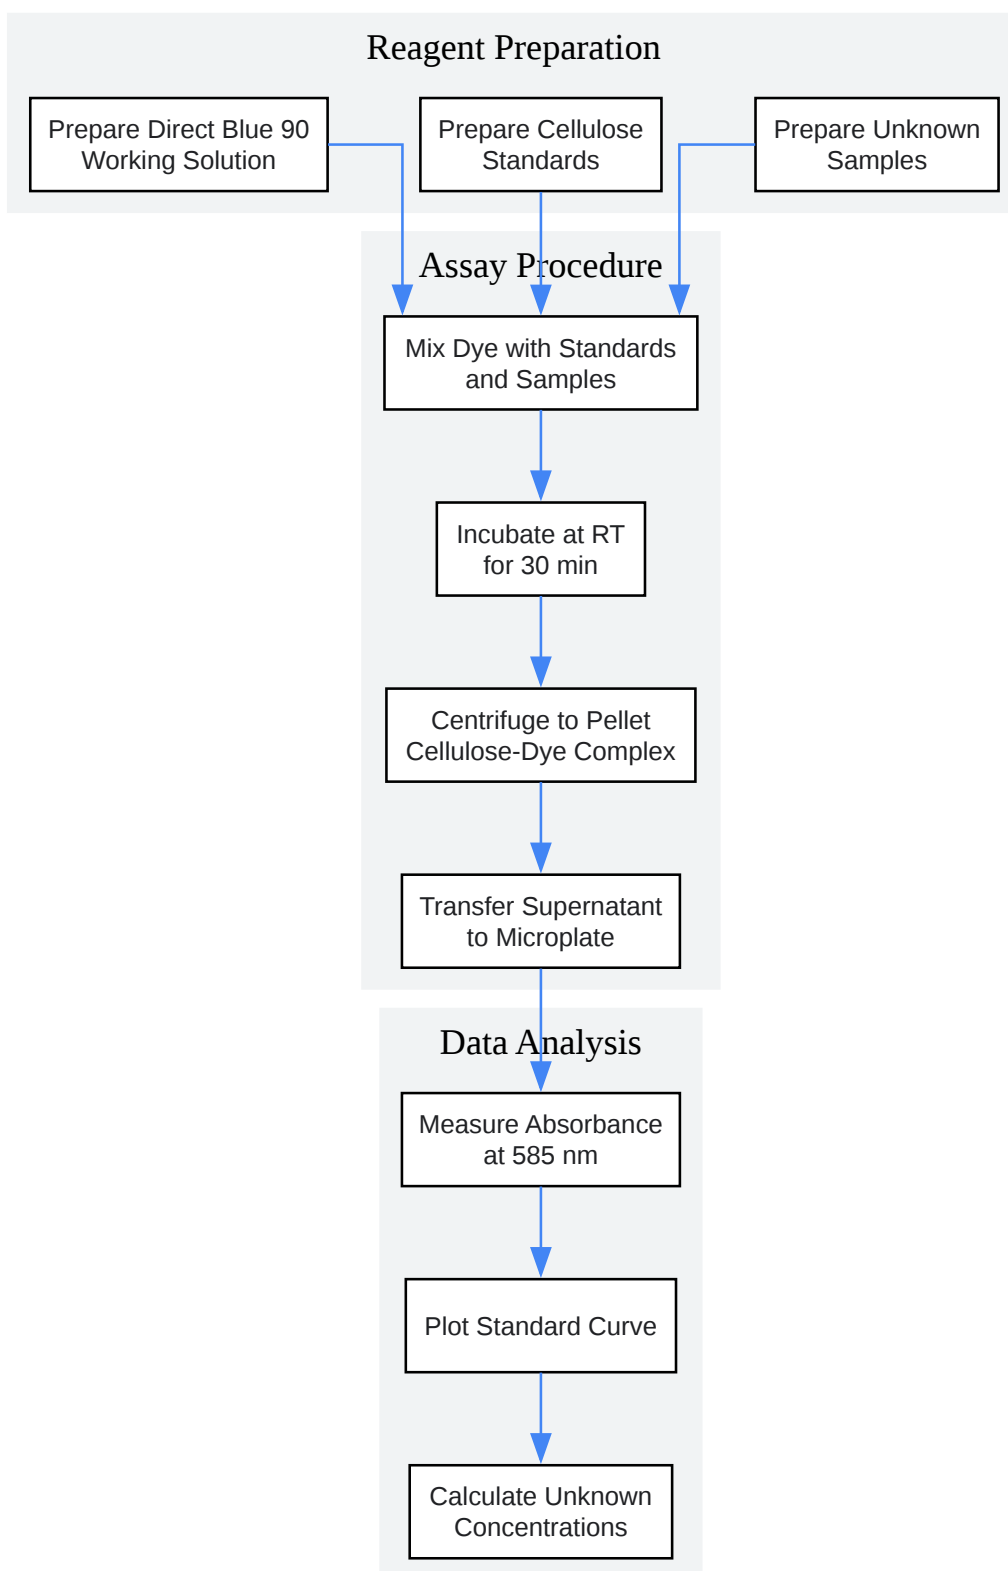 Reagent Preparation
Prepare Direct Blue 90
Working Solution
Prepare Cellulose
Standards
Prepare Unknown
Samples
Assay Procedure
Mix Dye with Standards
and Samples
Incubate at RT
for 30 min
Centrifuge to Pellet
Cellulose-Dye Complex
Transfer Supernatant
to Microplate
Data Analysis
Measure Absorbance
at 585 nm
Plot Standard Curve
Calculate Unknown
Concentrations